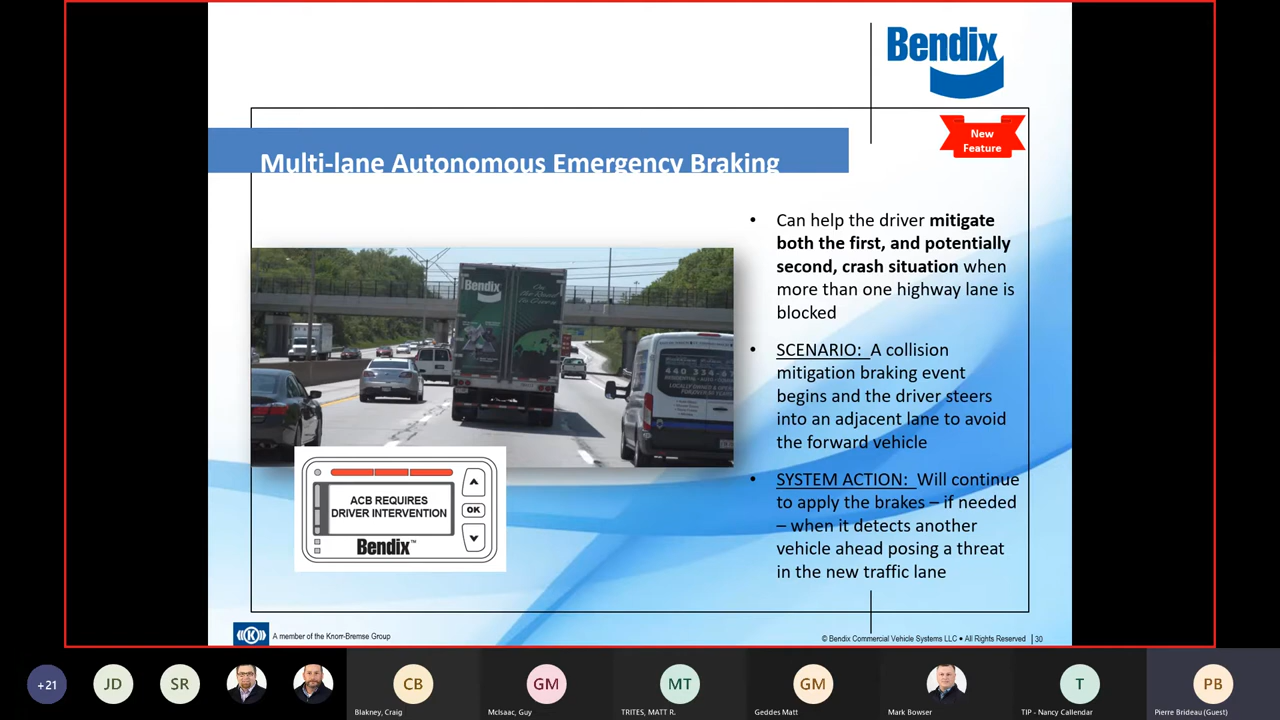 Bendix
New
Feature
Multi-lane Autonomous Emergency Braking
• Can help the driver mitigate
both the first, and potentially
second, crash situation when
more than one highway lane is
blocked
• SCENARIO: A collision
mitigation braking event
begins and the driver steers
into an adjacent lane to avoid
the forward vehicle
• SYSTEM ACTION: Will continue
to apply the brakes – if needed
– when it detects another
vehicle ahead posing a threat
in the new traffic lane
Bendix
ACB REQUIRES
DRIVER INTERVENTION
OK
Bendix™
K
A member of the Knorr-Bremse Group
© Bendix Commercial Vehicle Systems LLC • All Rights Reserved | 30
+21
JD
SR
CB
GM
MT
GM
T
PB
Blakney, Craig
McIsaac, Guy
TRITES, MATT R.
Geddes Matt
Mark Bowser
TIP - Nancy Callendar
Pierre Brideau (Guest)